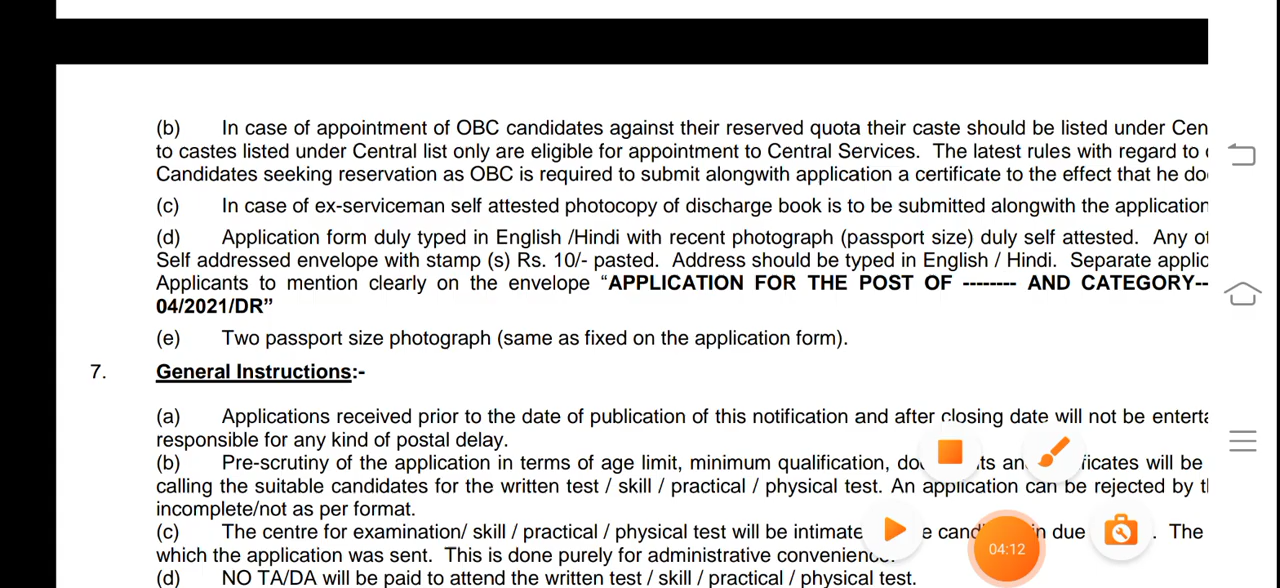 (b) In case of appointment of OBC candidates against their reserved quota their caste should be listed under Cen
to castes listed under Central list only are eligible for appointment to Central Services. The latest rules with regard to
Candidates seeking reservation as OBC is required to submit alongwith application a certificate to the effect that he do
(c) In case of ex-serviceman self attested photocopy of discharge book is to be submitted alongwith the application
(d) Application form duly typed in English /Hindi with recent photograph (passport size) duly self attested. Any
Self addressed envelope with stamp (s) Rs. 10/- pasted. Address should be typed in English / Hindi. Separate applic
Applicants to mention clearly on the envelope “APPLICATION FOR THE POST OF -------- AND CATEGORY--
04/2021/DR”
(e) Two passport size photograph (same as fixed on the application form).
7. General Instructions:-
(a) Applications received prior to the date of publication of this notification and after closing date will not be enterta
responsible for any kind of postal delay.
(b) Pre-scrutiny of the application in terms of age limit, minimum qualification, do ts an ficates will be
calling the suitable candidates for the written test / skill / practical / physical test. An application can be rejected by t
incomplete/not as per format.
(c) The centre for examination/ skill / practical / physical test will be intimate e can n due . The
which the application was sent. This is done purely for administrative convenience.
(d) NO TA/DA will be paid to attend the written test / skill / practical / physical test.
04:12